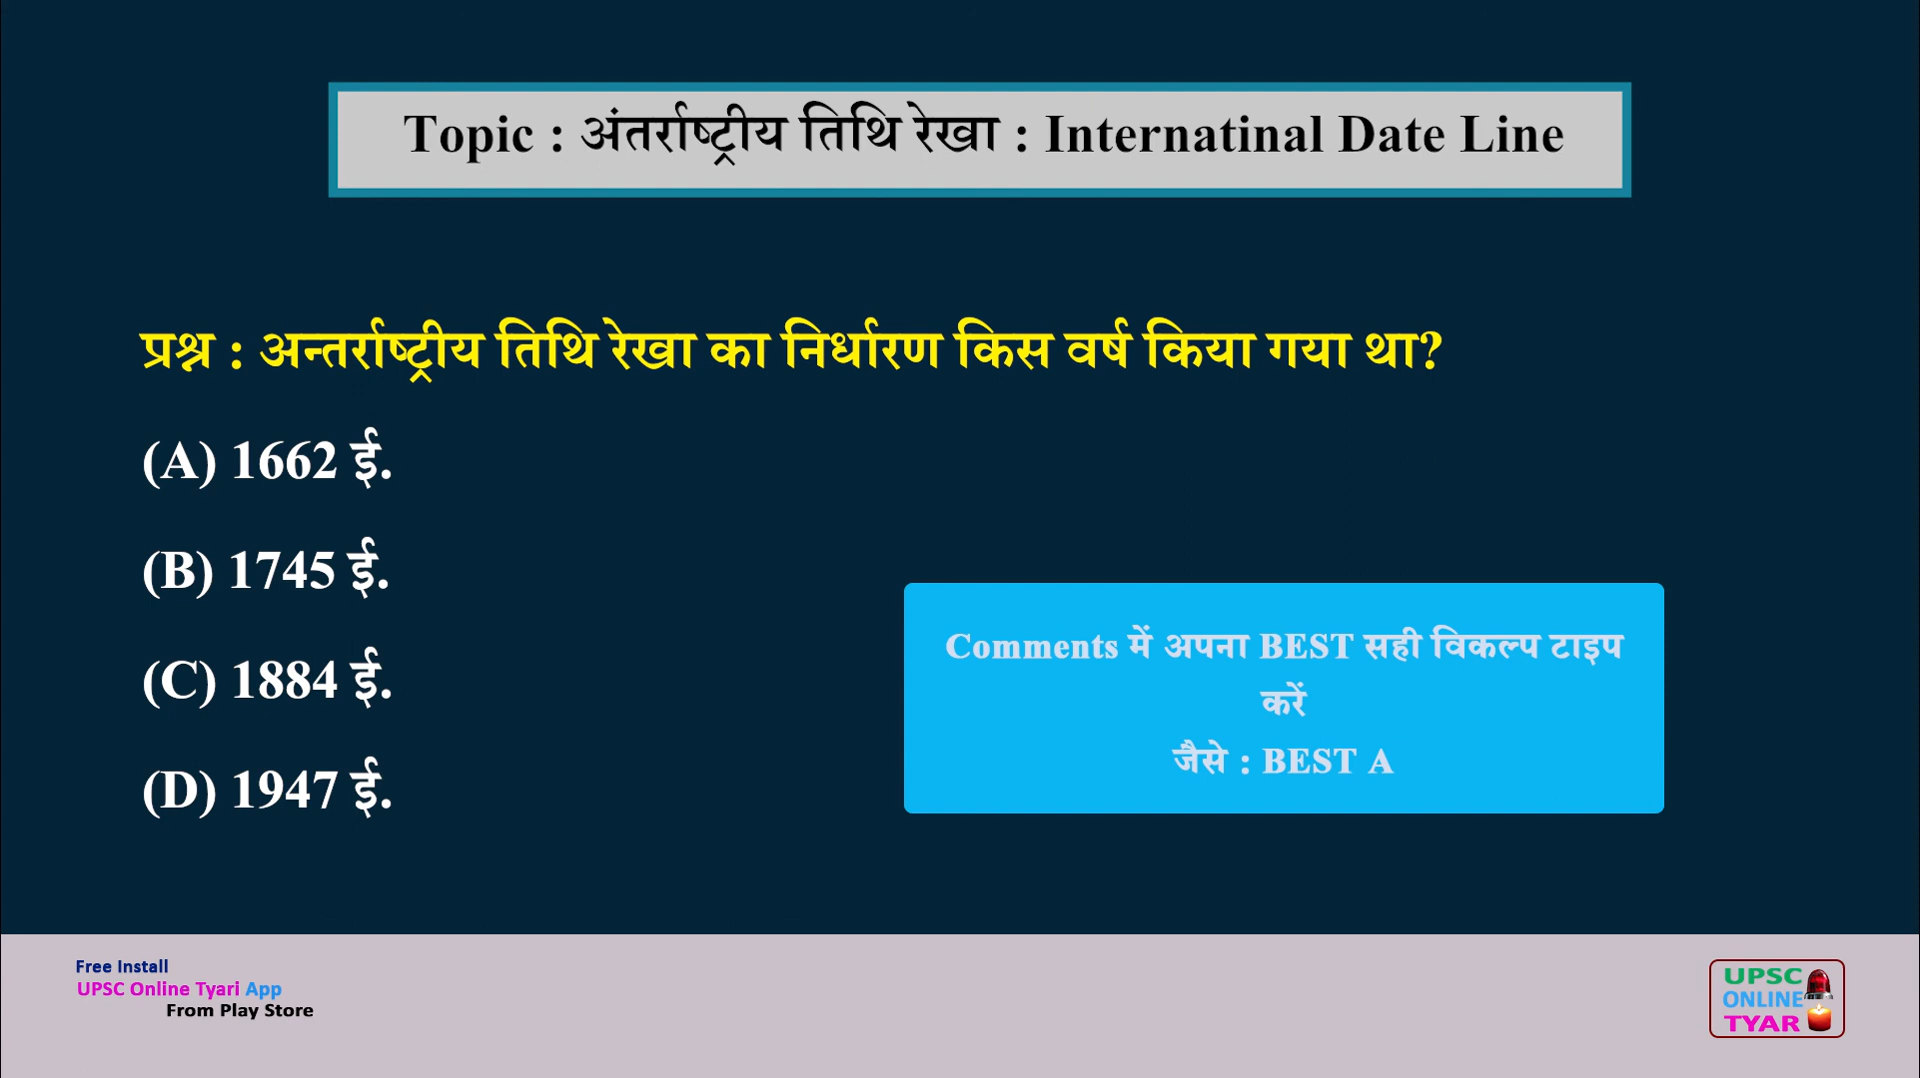 Topic : अंतर्राष्ट्रीय तिथि रेखा : Internatinal Date Line
प्रश्न : अन्तर्राष्ट्रीय तिथि रेखा का निर्धारण किस वर्ष किया गया था?
(A) 1662 ई.
(B) 1745 ई.
(C) 1884 ई.
(D) 1947 ई.
Comments में अपना BEST सही विकल्प टाइप
करें
जैसे : BEST A
Free Install
UPSC Online Tyari App
From Play Store
UPSC
ONLINE
TYAR